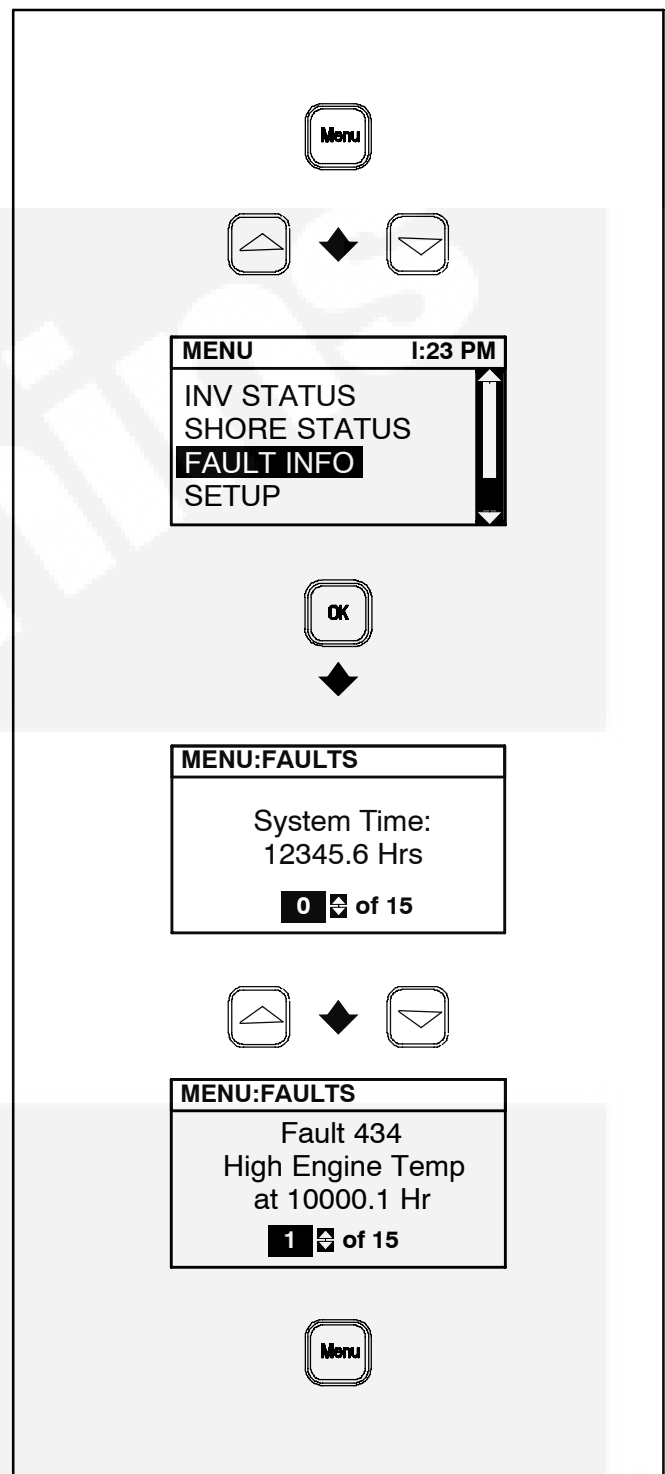 Menu
MENU I:23 PM
INV STATUS
SHORE STATUS
FAULT INFO
SETUP
OK
MENU:FAULTS
System Time:
12345.6 Hrs
0 of 15
MENU:FAULTS
Fault 434
High Engine Temp
at 10000.1 Hr
1 of 15
Menu